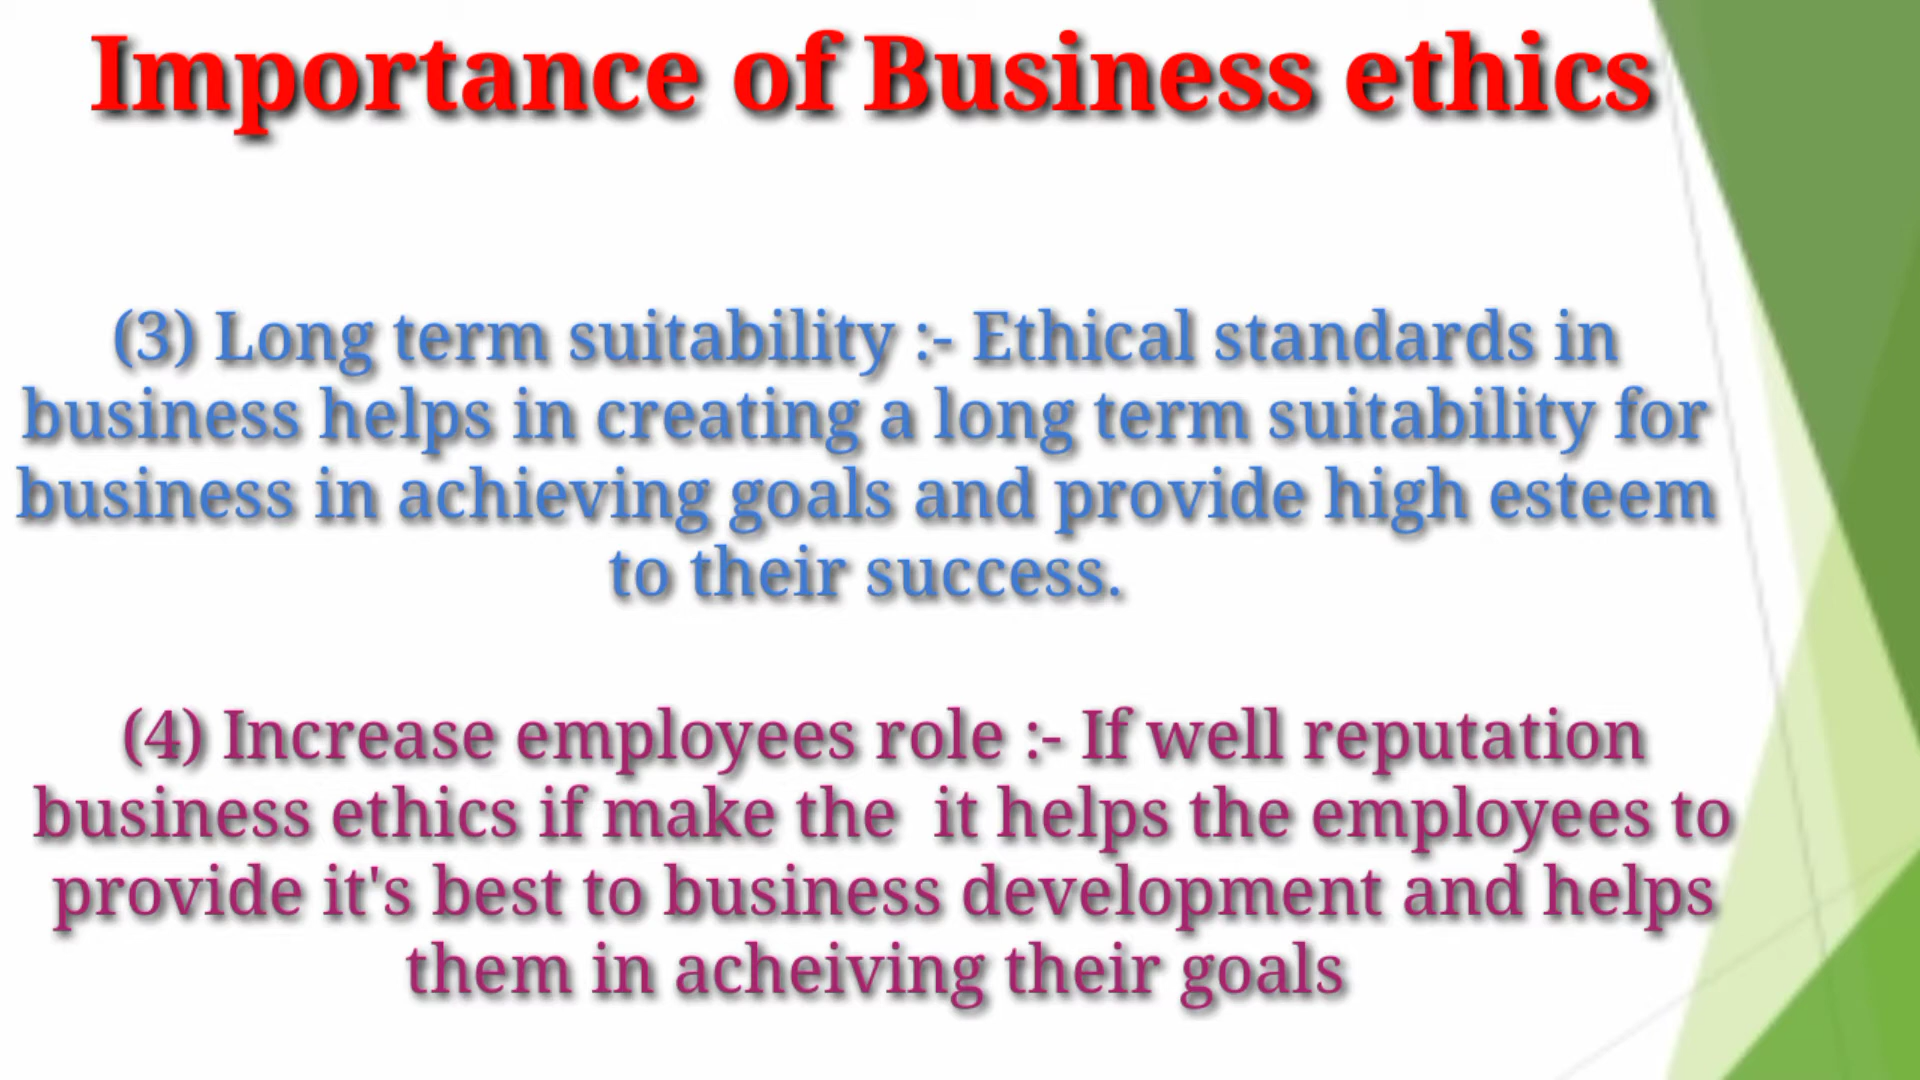 Importance of Business ethics
(3) Long term suitability :- Ethical standards in
business helps in creating a long term suitability for
business in achieving goals and provide high esteem
to their success.
(4) Increase employees role :- If well reputation
business ethics if make the  it helps the employees to
provide it's best to business development and helps
them in acheiving their goals